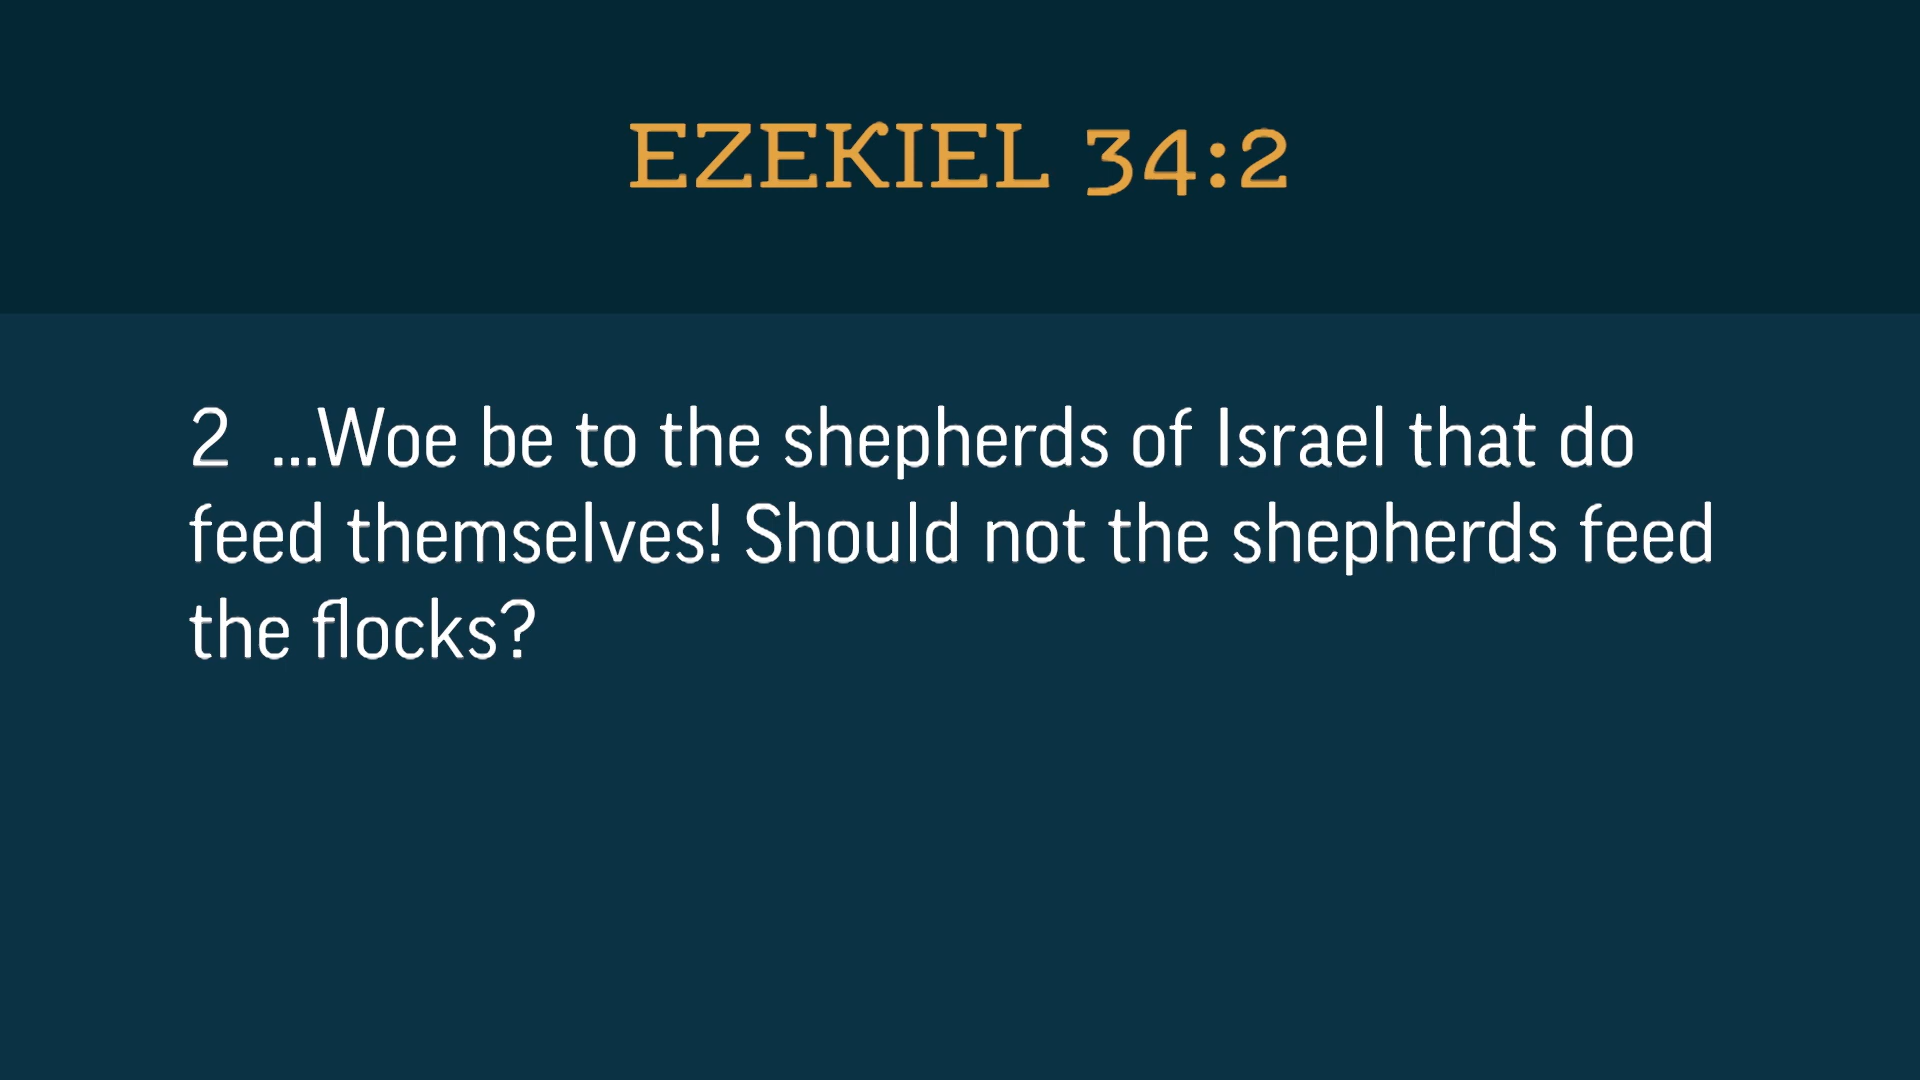 EZEKIEL 34:2
2 ...Woe be to the shepherds of Israel that do
feed themselves! Should not the shepherds feed
the flocks?